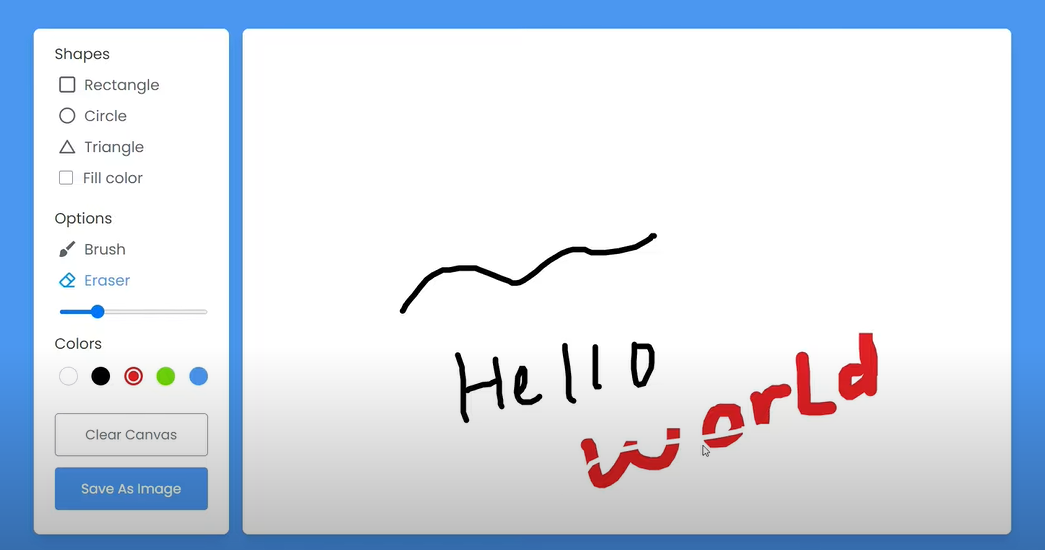 Shapes
Rectangle
Circle
Triangle
Fill color
Options
Brush
Eraser
Colors
Clear Canvas
Save As Image
Hello
worLd